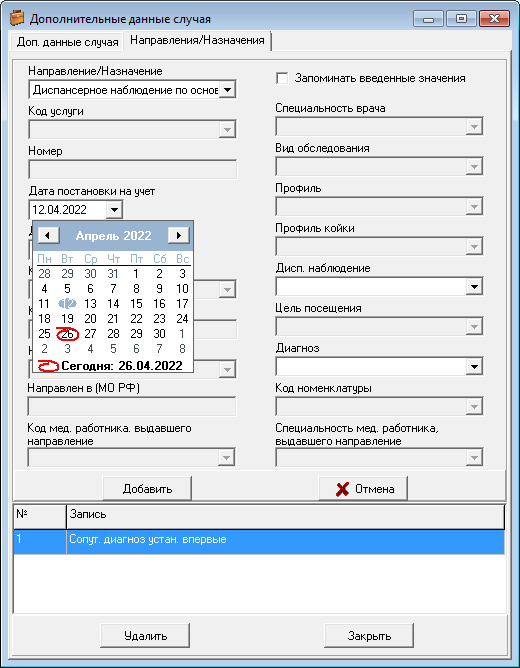 Дополнительные данные случая
Доп. данные случая
Направления/Назначения
Направление/Назначение
Диспансерное наблюдение по основ
Код услуги
Номер
Дата постановки на учет
12.04.2022
Апрель 2022
Пн Вт Ср Чт Пт Сб Вс
28 29 30 31 1 2 3
4 5 6 7 8 9 10
11 12 13 14 15 16 17
18 19 20 21 22 23 24
25 26 27 28 29 30 1
2 3 4 5 6 7 8
Сегодня: 26.04.2022
Направлен в (МО РФ)
Код мед. работника. выдавшего
направление
Запоминать введенные значения
Специальность врача
Вид обследования
Профиль
Профиль койки
Дисп. наблюдение
Цель посещения
Диагноз
Код номенклатуры
Специальность мед. работника,
выдавшего направление
Добавить
Отмена
№ Запись
1 Сопут. диагноз устан. впервые
Удалить
Закрыть